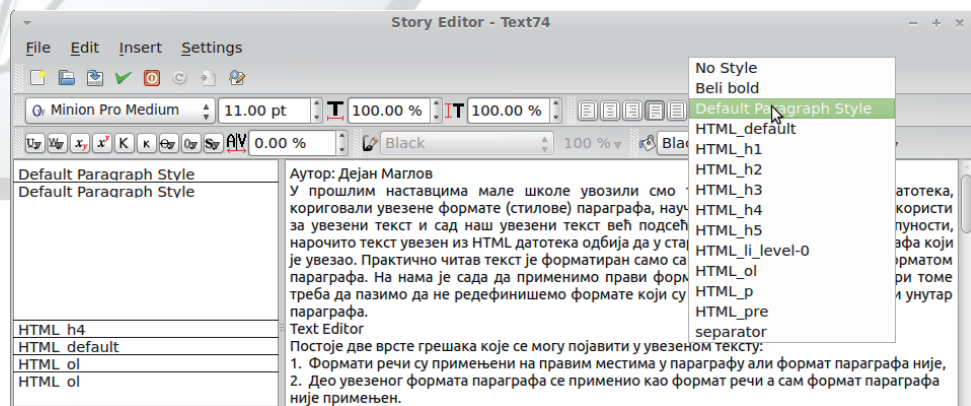 Story Editor - Text74
File Edit Insert Settings
No Style
Beli bold
Default Paragraph Style
HTML_default
HTML_h1
HTML_h2
HTML_h3
HTML_h4
HTML_h5
HTML_li_level-0
HTML_ol
HTML_p
HTML_pre
separator
Minion Pro Medium 11.00 pt 100.00 % 100.00 %
0.00 % Black 100 %
Default Paragraph Style
Default Paragraph Style
HTML_h4
HTML_default
HTML_ol
HTML_ol
Аутор: Дејан Маглов
У прошлим наставцима мале школе увозили смо
кориговали увезене формате (стилове) параграфа,
за увезени текст и сад наш увезени текст већ
нарочито текст увезен из HTML датотека одбија да у
је увезао. Практично читав текст је форматиран само
параграфа. На нама је сада да применимо прави
треба да пазимо да не редефинишемо формате који су унутар
параграфа.
Text Editor
Постоје две врсте грешака које се могу појавити у увезеном тексту:
1. Формати речи су примењени на правим местима у параграфу али формат параграфа није,
2. Део увезеног формата параграфа се применио као формат речи а сам формат параграфа
није примењен.